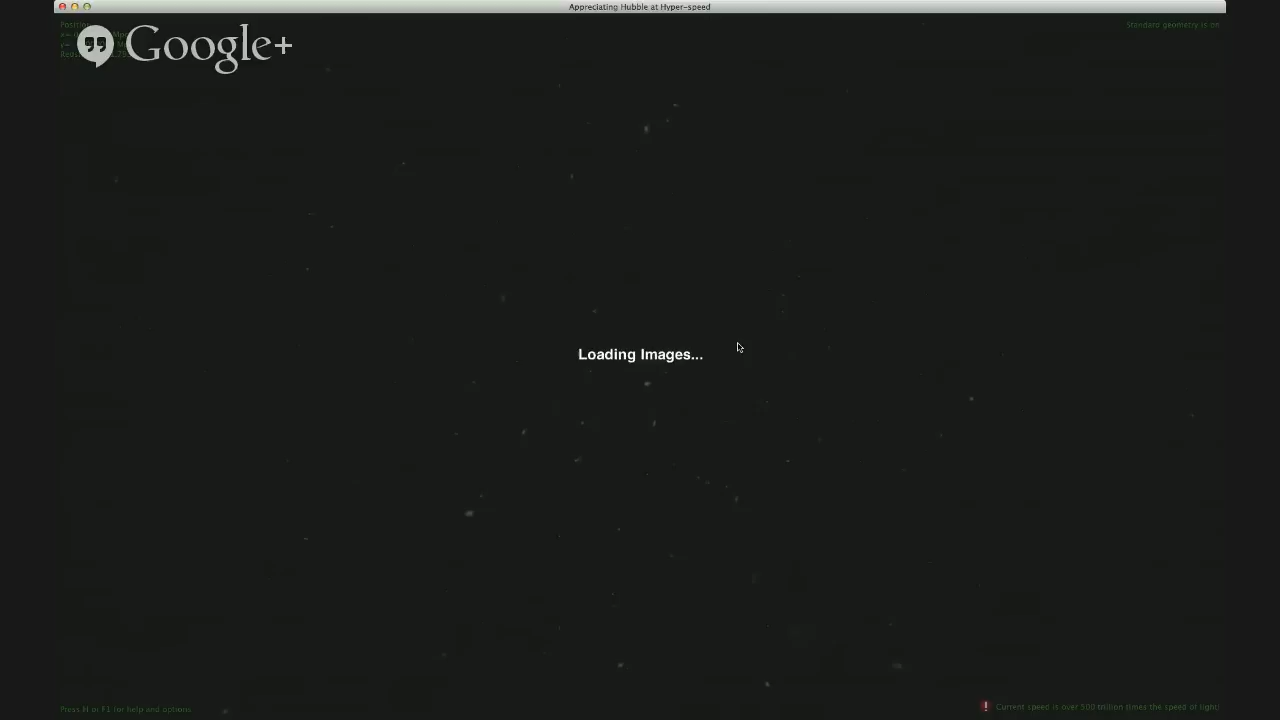 Appreciating Hubble at Hyper-speed
Position
Standard geometry is on
Google+
Loading Images...
Press H or F1 for help and options
! Current speed is over 500 trillion times the speed of light!